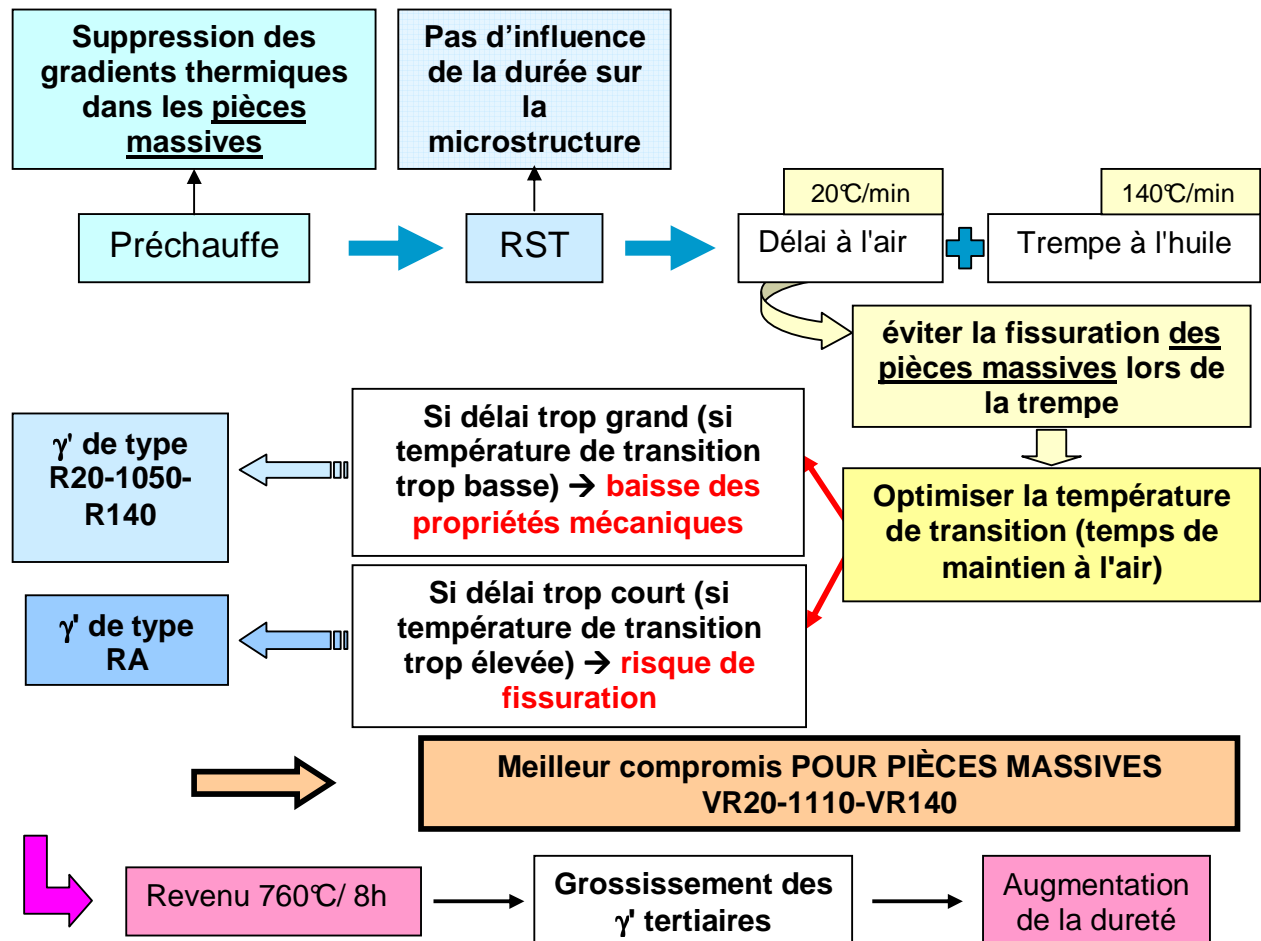 Suppression des
gradients thermiques
dans les pièces
massives
Pas d'influence
de la durée sur
la
microstructure
20°C/min
140°C/min
Préchauffe
RST
Délai à l'air
Trempe à l'huile
éviter la fissuration des
pièces massives lors de
la trempe
γ' de type
R20-1050-
R140
Si délai trop grand (si
température de transition
trop basse) → baisse des
propriétés mécaniques
Optimiser la température
de transition (temps de
maintien à l'air)
γ' de type
RA
Si délai trop court (si
température de transition
trop élevée) → risque de
fissuration
Meilleur compromis POUR PIÈCES MASSIVES
VR20-1110-VR140
Revenu 760°C/ 8h
Grossissement des
γ' tertiaires
Augmentation
de la dureté